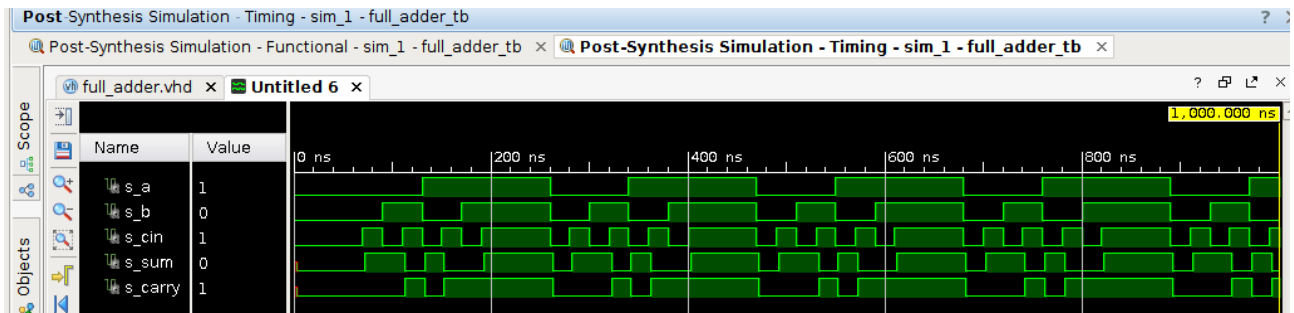 Post-Synthesis Simulation - Timing - sim_1 - full_adder_tb ?
Post-Synthesis Simulation - Functional - sim_1 - full_adder_tb × Post-Synthesis Simulation - Timing - sim_1 - full_adder_tb ×
full_adder.vhd × Untitled 6 × ?
Scope
Objects
1,000.000 ns
Name Value 0 ns 200 ns 400 ns 600 ns 800 ns
s_a 1
s_b 0
s_cin 1
s_sum 0
s_carry 1